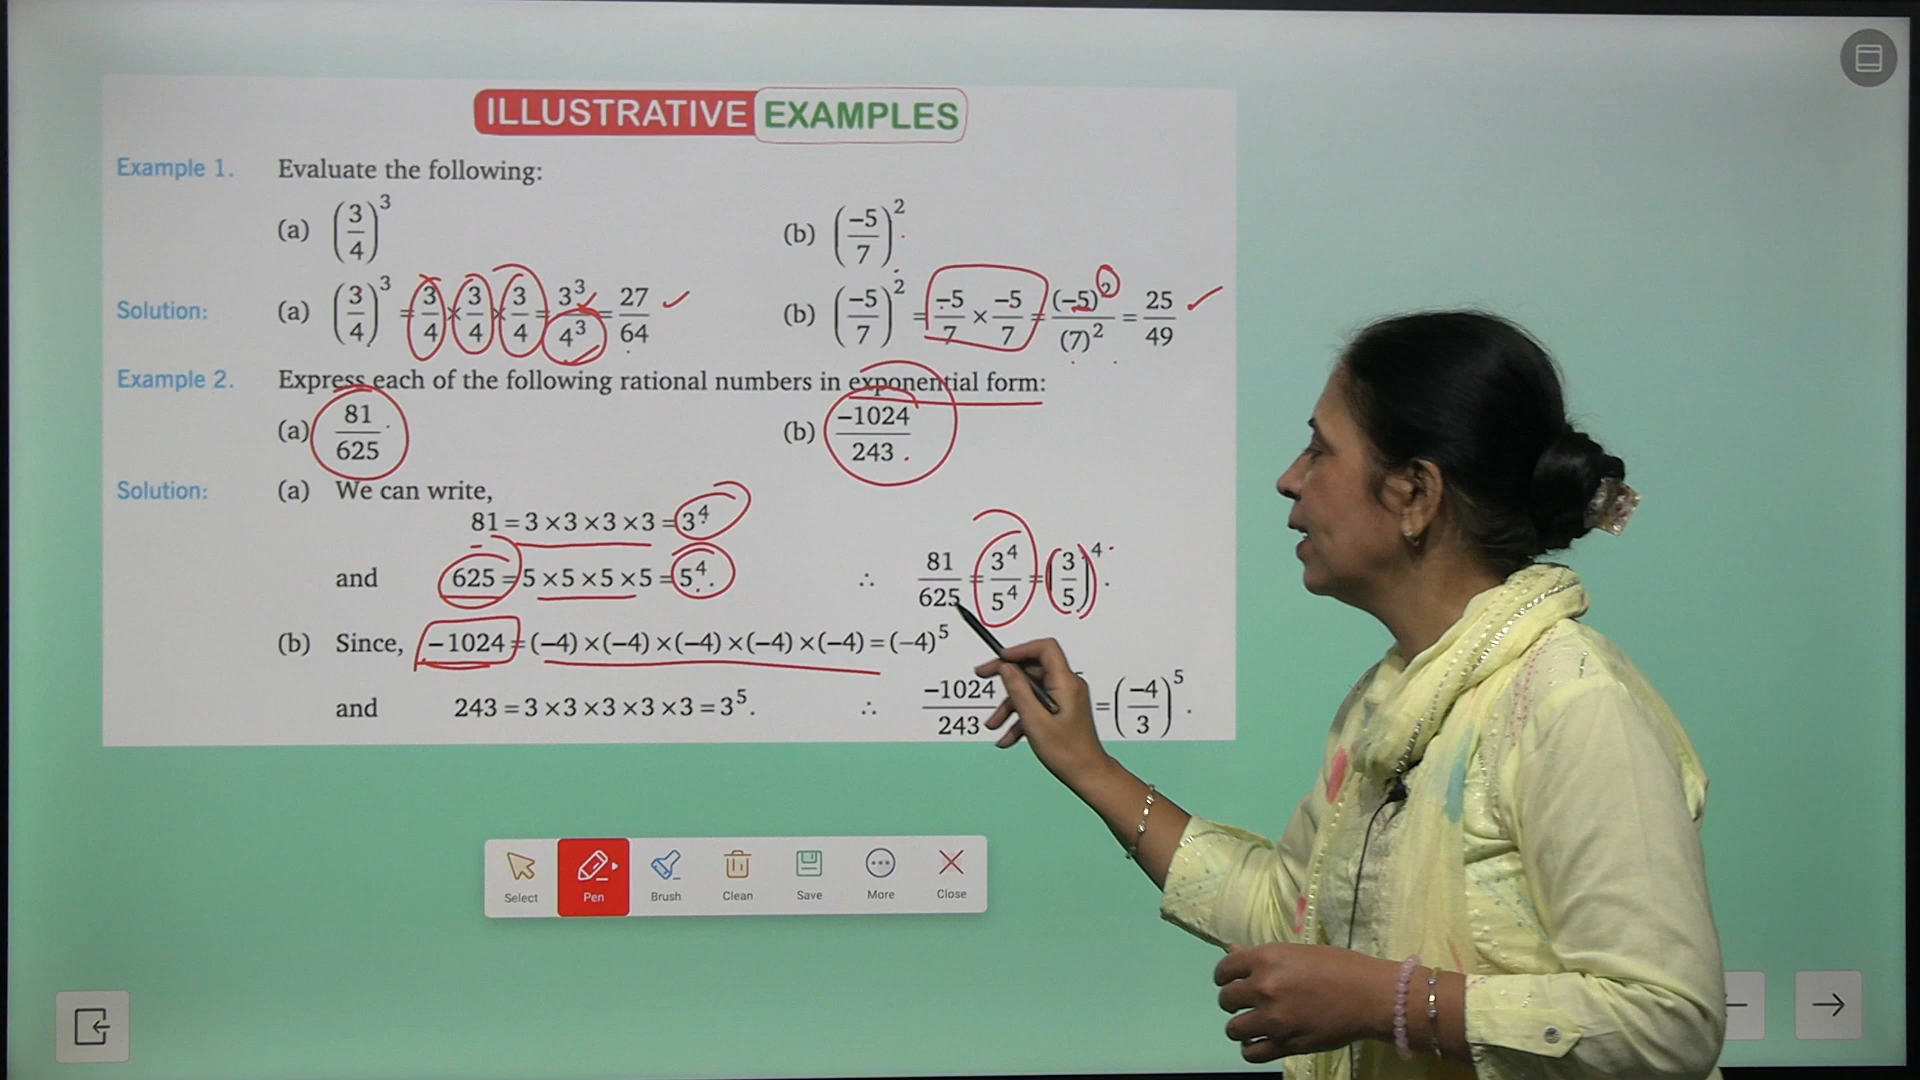 ILLUSTRATIVE EXAMPLES
Example 1. Evaluate the following:
(a) (3/4)^3 (b) (−5/7)^2
Solution: (a) (3/4)^3 = 3/4 × 3/4 × 3/4 = 3^3/4^3 = 27/64 (b) (−5/7)^2 = −5/7 × −5/7 = (−5)^2/(7)^2 = 25/49
Example 2. Express each of the following rational numbers in exponential form:
(a) 81/625 (b) −1024/243
Solution: (a) We can write,
81 = 3 × 3 × 3 × 3 = 3^4
and 625 = 5 × 5 × 5 × 5 = 5^4. ∴ 81/625 = 3^4/5^4 = (3/5)^4.
(b) Since, −1024 = (−4) × (−4) × (−4) × (−4) × (−4) = (−4)^5
and 243 = 3 × 3 × 3 × 3 × 3 = 3^5. ∴ −1024/243 = (−4/3)^5.
Select Pen Brush Clean Save More Close